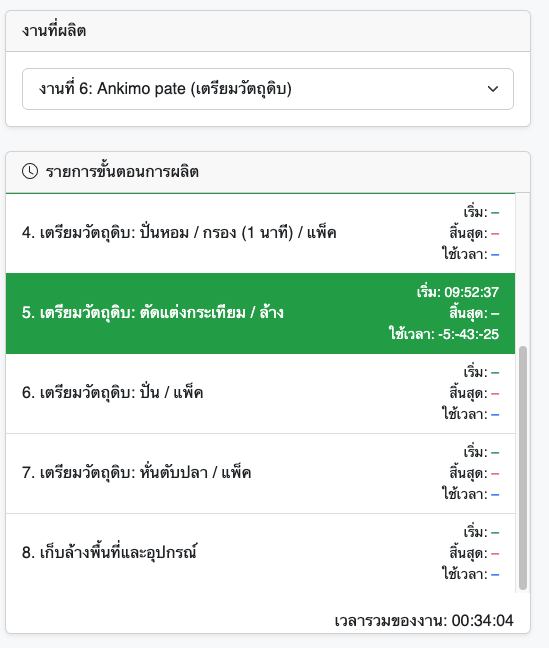 งานที่ผลิต
งานที่ 6: Ankimo pate (เตรียมวัตถุดิบ)
รายการขั้นตอนการผลิต
4. เตรียมวัตถุดิบ: ปั่นหอม / กรอง (1 นาที) / แพ็ค
เริ่ม: –
สิ้นสุด: –
ใช้เวลา: –
5. เตรียมวัตถุดิบ: ตัดแต่งกระเทียม / ล้าง
เริ่ม: 09:52:37
สิ้นสุด: –
ใช้เวลา: -5:-43:-25
6. เตรียมวัตถุดิบ: ปั่น / แพ็ค
เริ่ม: –
สิ้นสุด: –
ใช้เวลา: –
7. เตรียมวัตถุดิบ: หั่นตับปลา / แพ็ค
เริ่ม: –
สิ้นสุด: –
ใช้เวลา: –
8. เก็บล้างพื้นที่และอุปกรณ์
เริ่ม: –
สิ้นสุด: –
ใช้เวลา: –
เวลารวมของงาน: 00:34:04